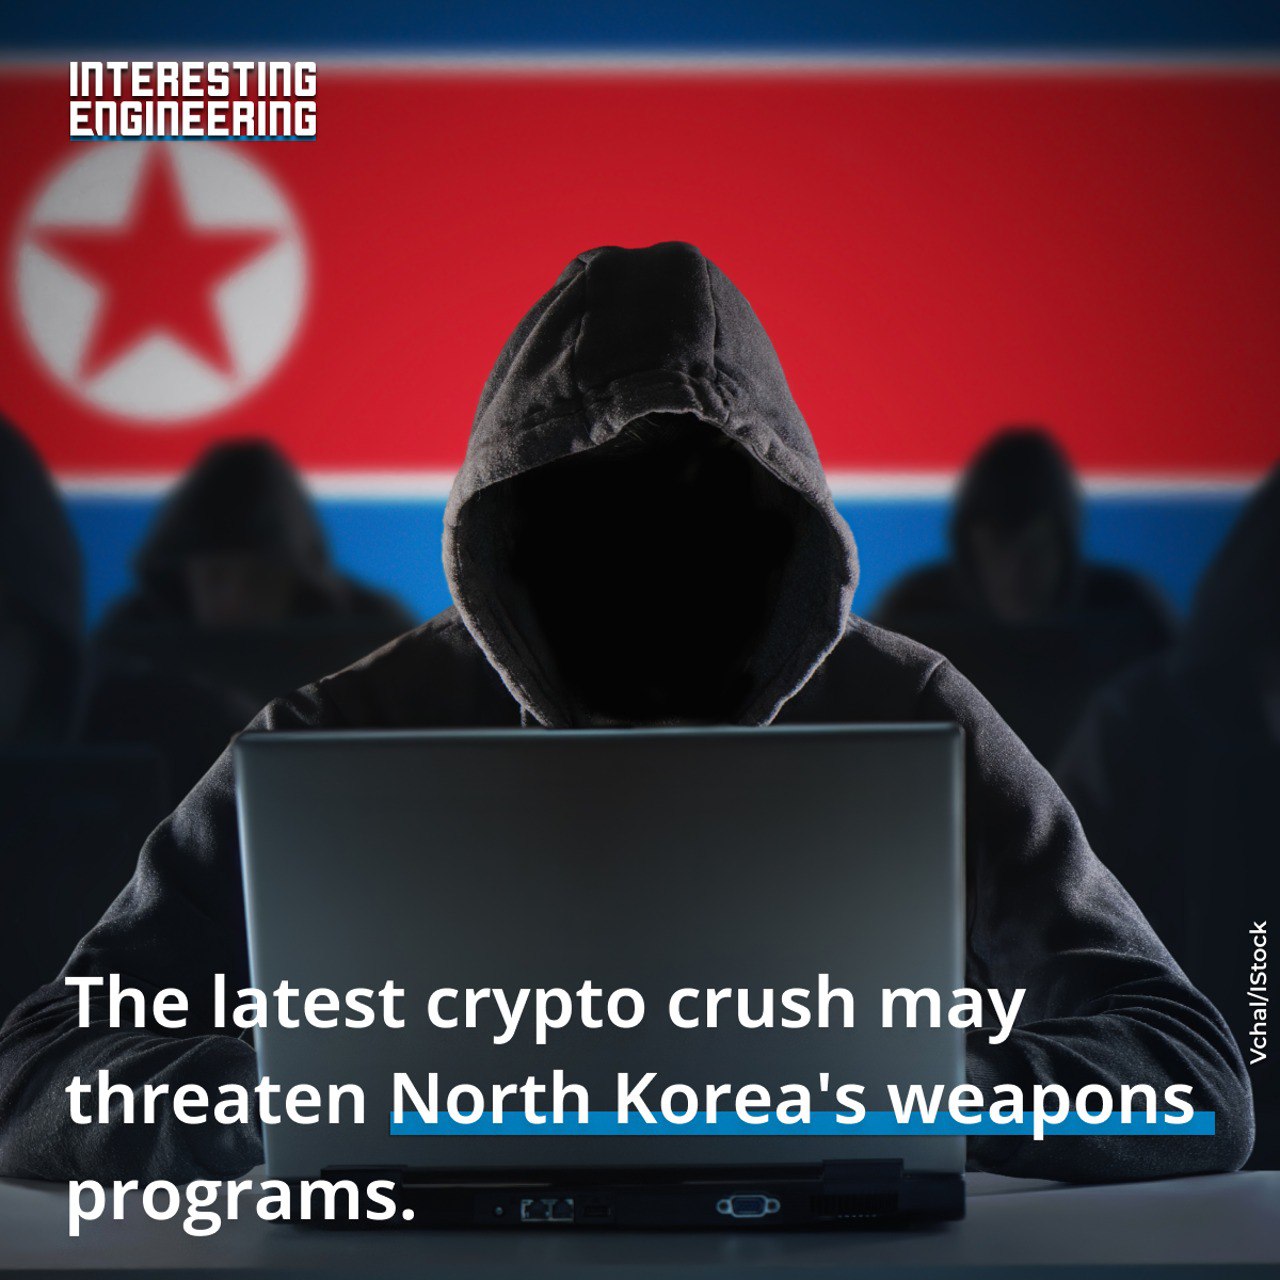 INTERESTING
ENGINEERING
The latest crypto crush may
threaten North Korea's weapons
programs.
Vchal/IStock